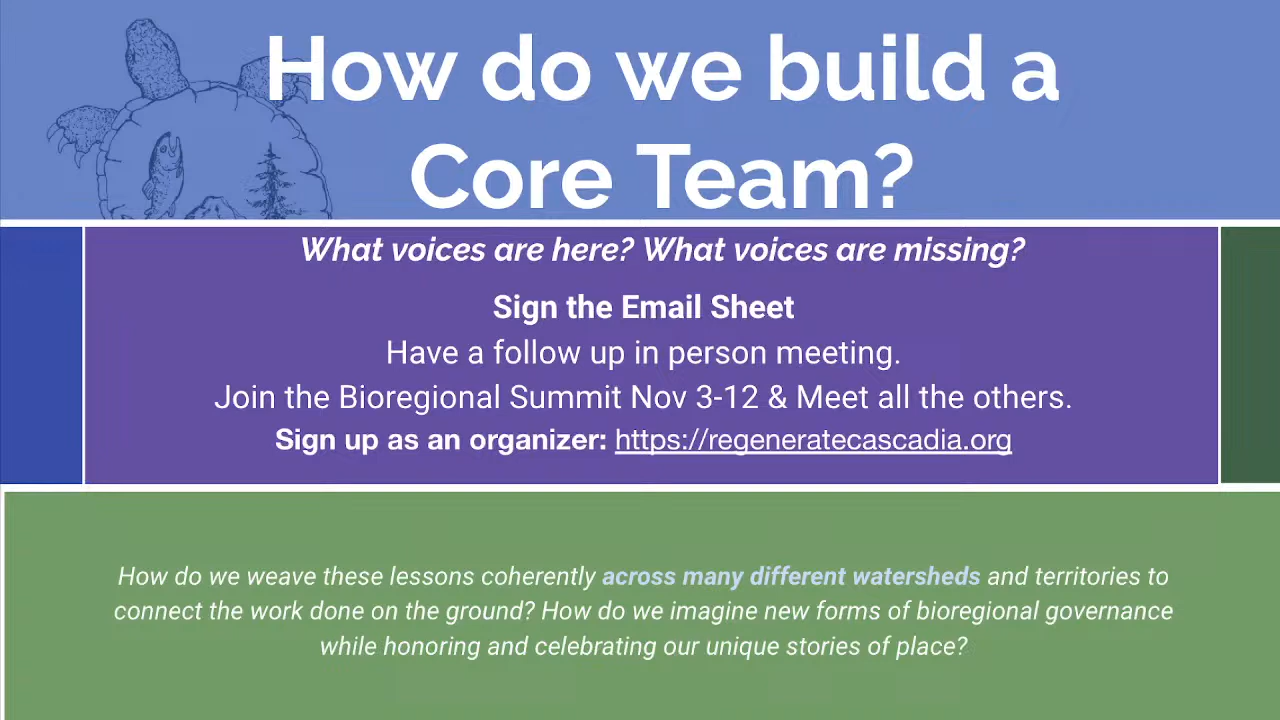 How do we build a
Core Team?
What voices are here? What voices are missing?
Sign the Email Sheet
Have a follow up in person meeting.
Join the Bioregional Summit Nov 3-12 & Meet all the others.
Sign up as an organizer: https://regeneratecascadia.org
How do we weave these lessons coherently across many different watersheds and territories to
connect the work done on the ground? How do we imagine new forms of bioregional governance
while honoring and celebrating our unique stories of place?